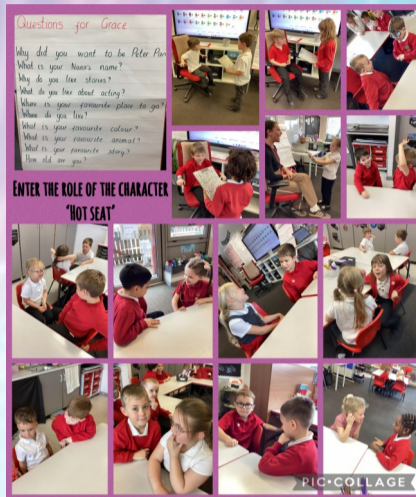 Questions for Grace
Why did you want to be Peter Pan
What is your Nana's name?
Why do you like stories?
What do you like about acting?
Where is your favourite place to go?
Where do you live?
What is your favourite colour?
What is your favourite animal?
What is your favourite story?
How old are you?
ENTER THE ROLE OF THE CHARACTER
'HOT SEAT'
PIC•COLLAGE